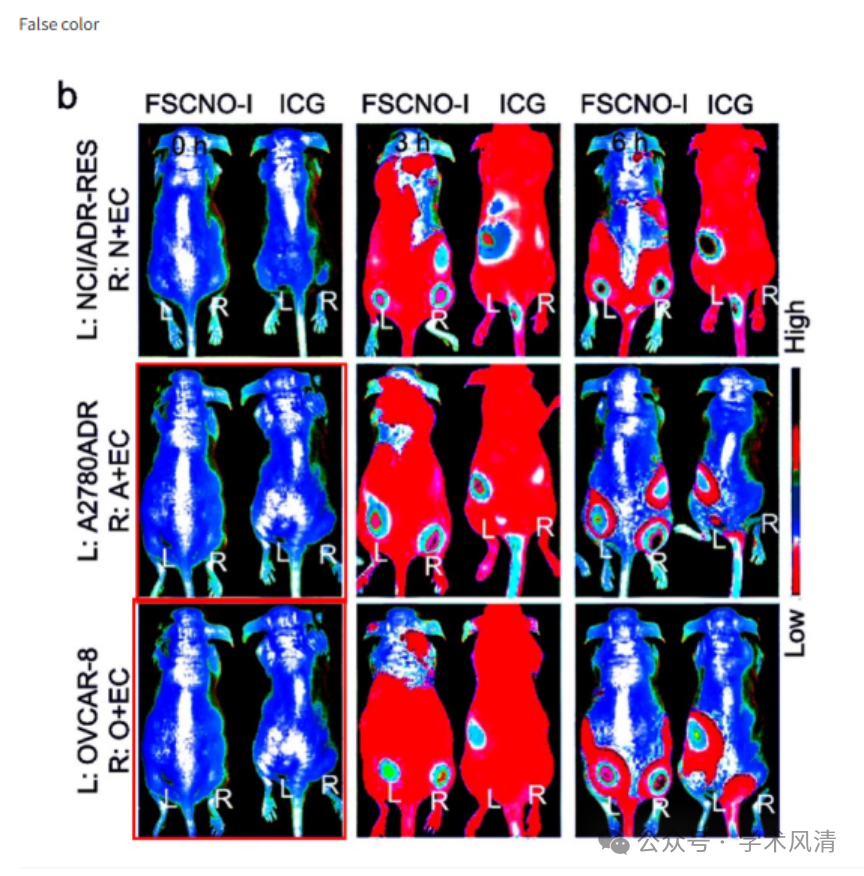 False color
b
FSCNO-I ICG FSCNO-I ICG FSCNO-I ICG
0 h 3 h 6 h
L: NCI/ADR-RES
R: N+EC
L R L R L R L R L R
L: A2780ADR
R: A+EC
L R L R L R L R L R
L: OVCAR-8
R: O+EC
L R L R L R L R L R L R
High
Low
公众号 · 学术风清